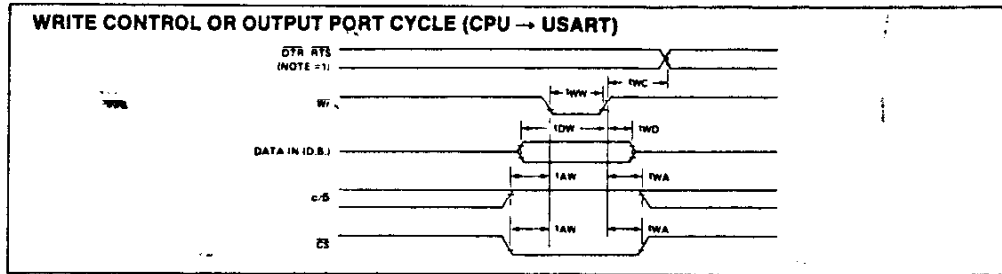 WRITE CONTROL OR OUTPUT PORT CYCLE (CPU → USART)
DTR RTS
(NOTE =1)
tWC
tWW
Wr
tDW tWD
DATA IN (D.B.)
tAW tWA
C/D
tAW tWA
CS